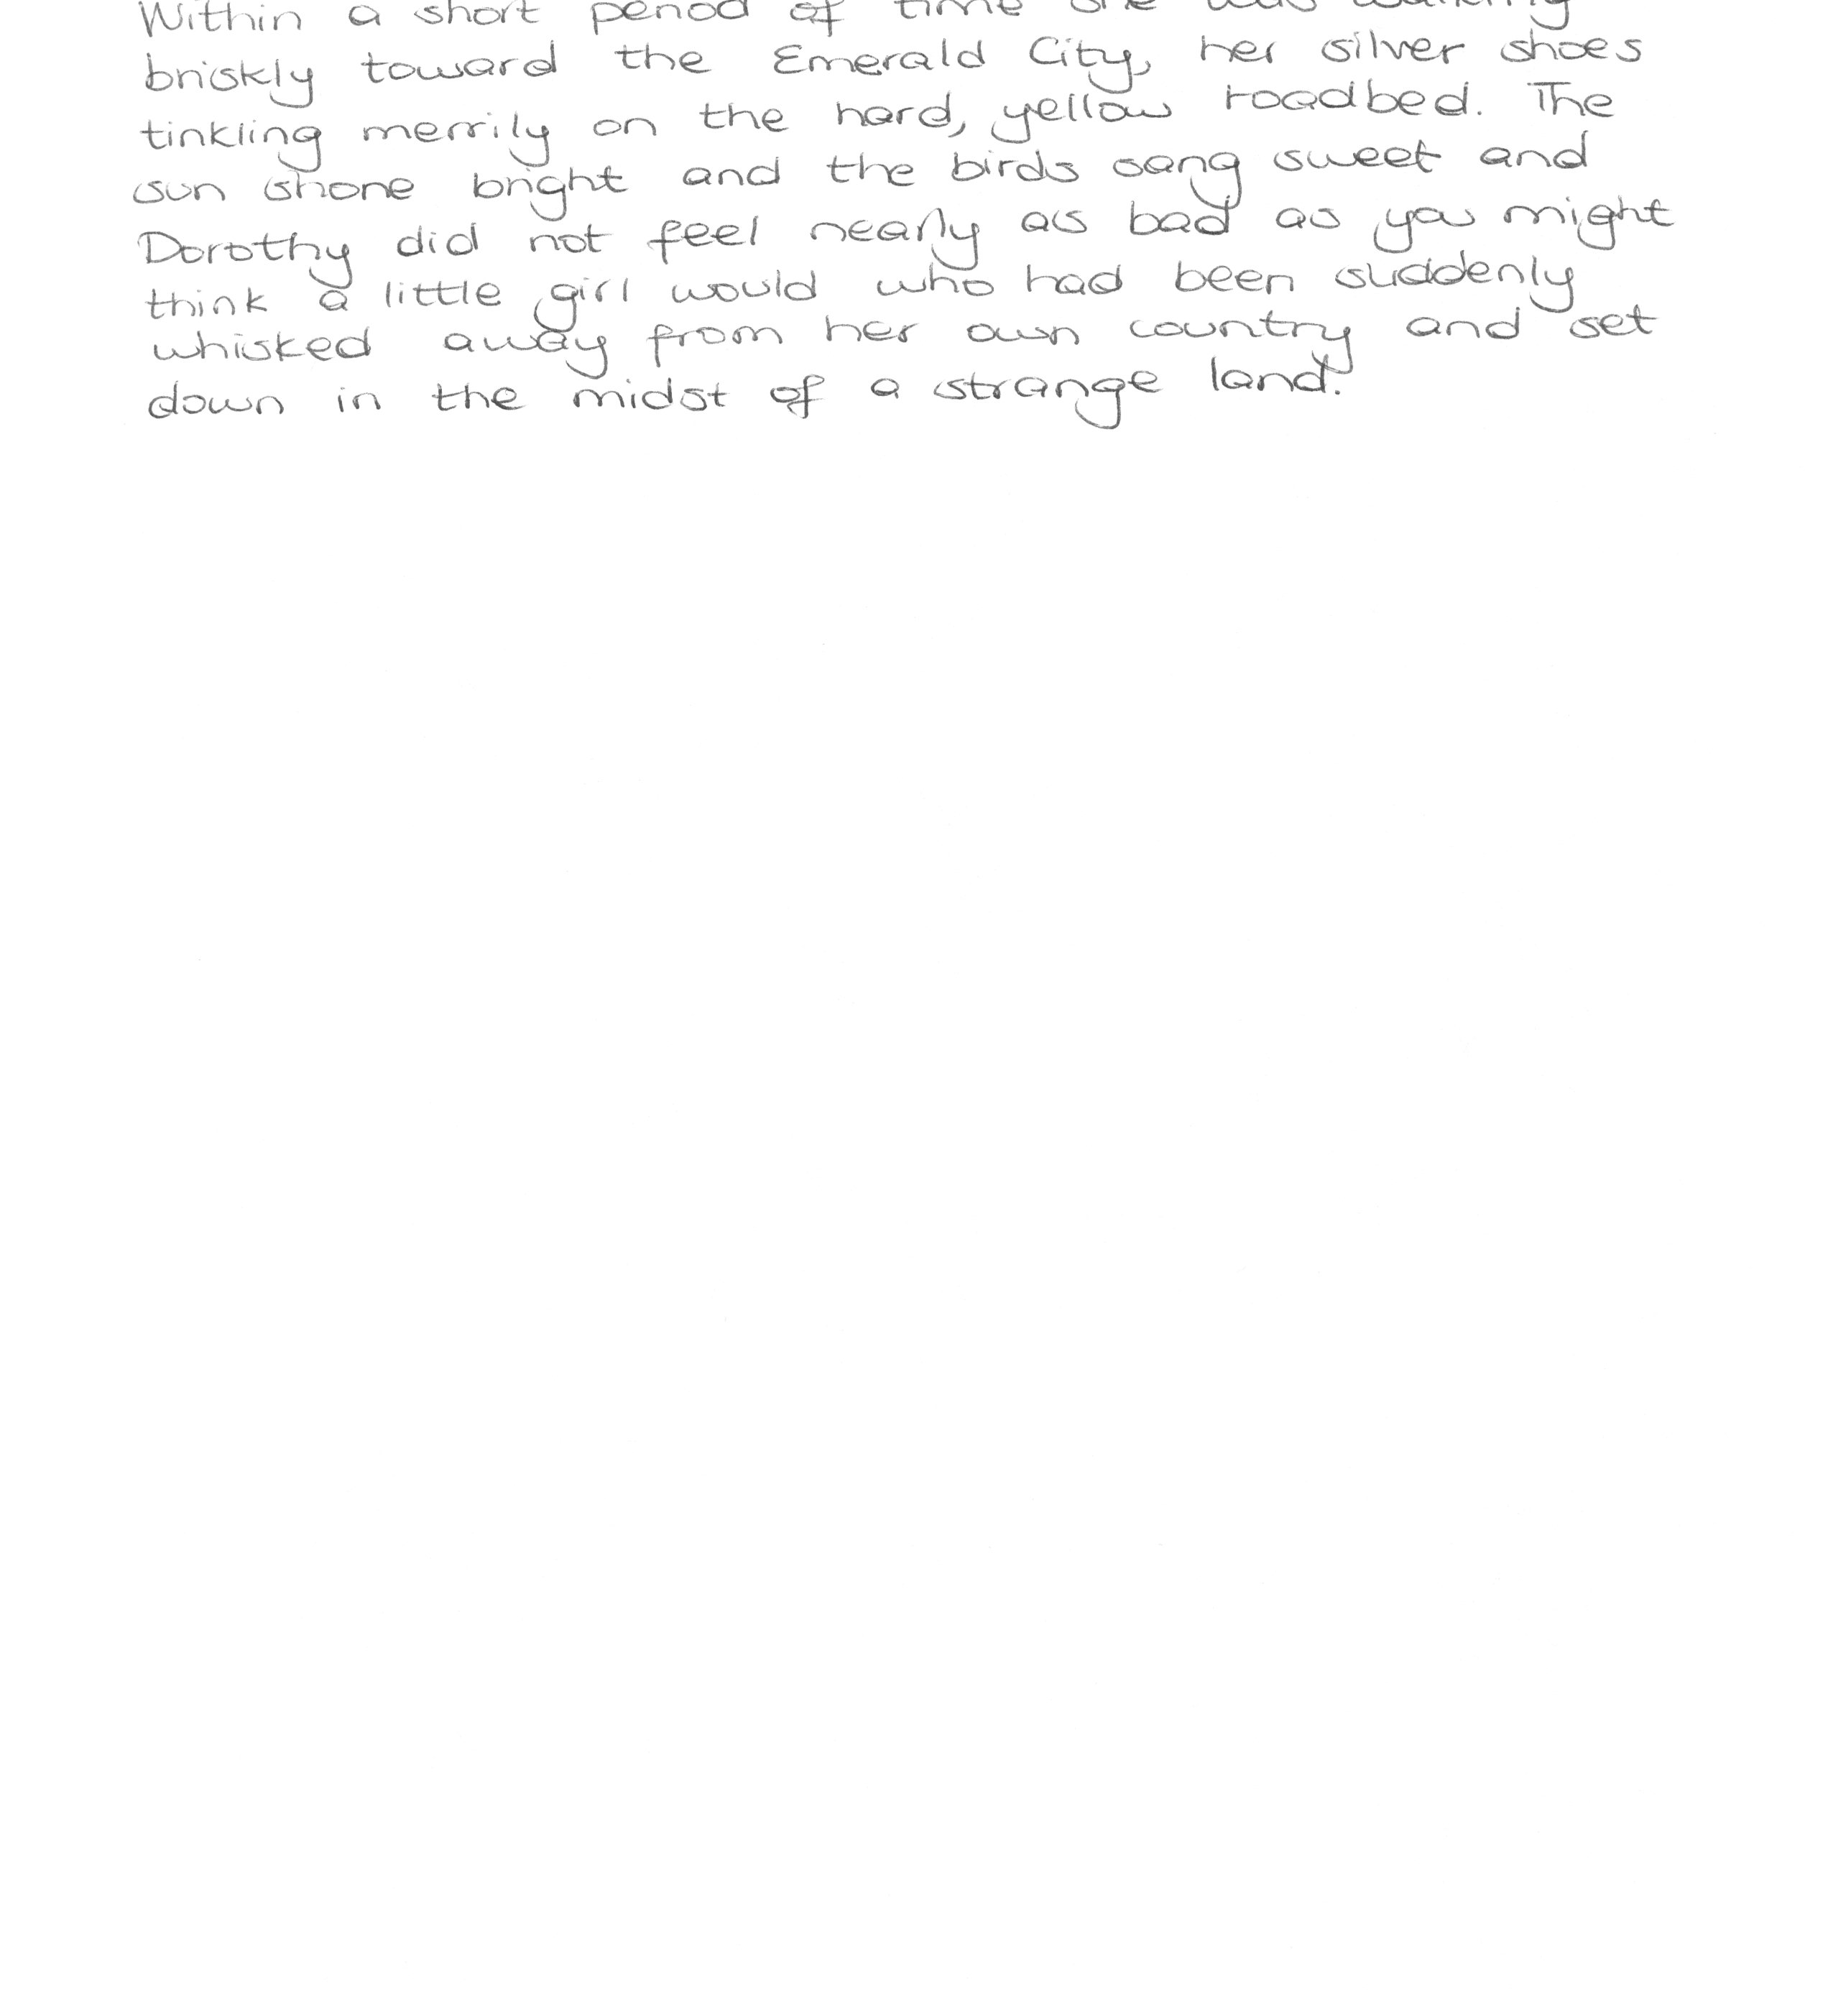 Within a short period of time she was walking
briskly toward the Emerald City, her silver shoes
tinkling merrily on the hard, yellow roadbed. The
sun shone bright and the birds sang sweet and
Dorothy did not feel nearly as bad as you might
think a little girl would who had been suddenly
whisked away from her own country and set
down in the midst of a strange land.